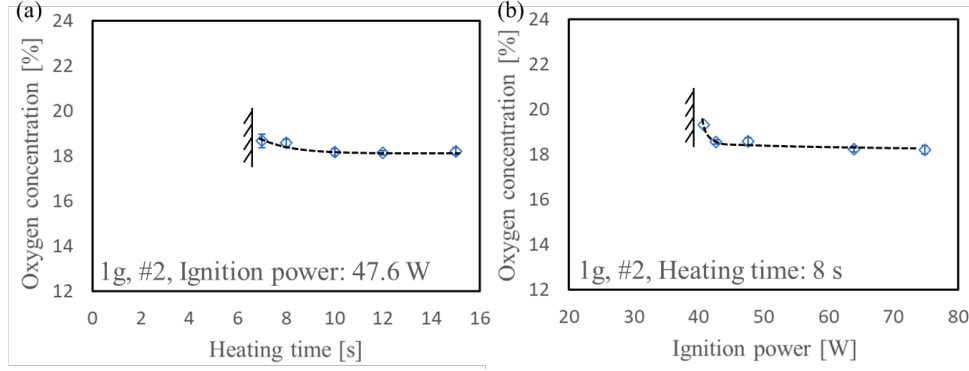 (a)
24
22
20
18
16
14
12
Oxygen concentration [%]
1g, #2, Ignition power: 47.6 W
0 2 4 6 8 10 12 14 16
Heating time [s]
(b)
24
22
20
18
16
14
12
Oxygen concentration [%]
1g, #2, Heating time: 8 s
20 30 40 50 60 70 80
Ignition power [W]